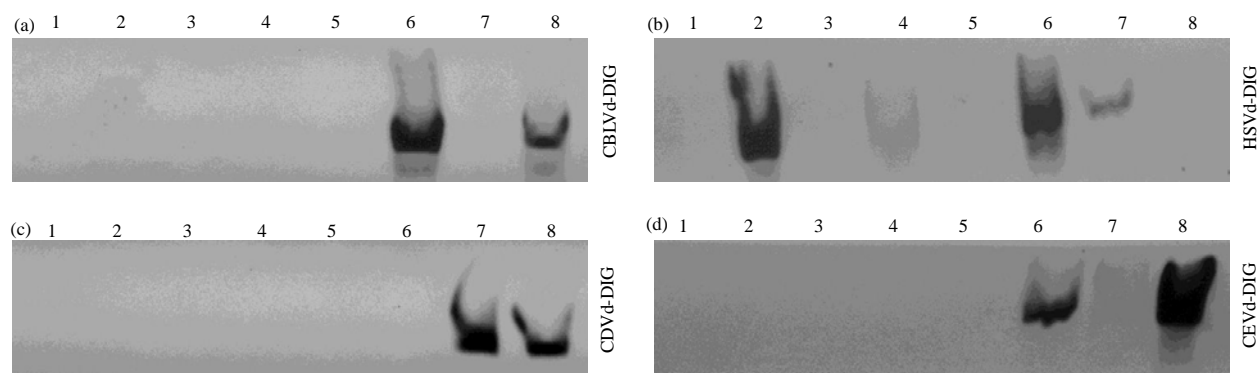 (a) 1 2 3 4 5 6 7 8
CBLVd-DIG
(b) 1 2 3 4 5 6 7 8
HSVd-DIG
(c) 1 2 3 4 5 6 7 8
CDVd-DIG
(d) 1 2 3 4 5 6 7 8
CEVd-DIG